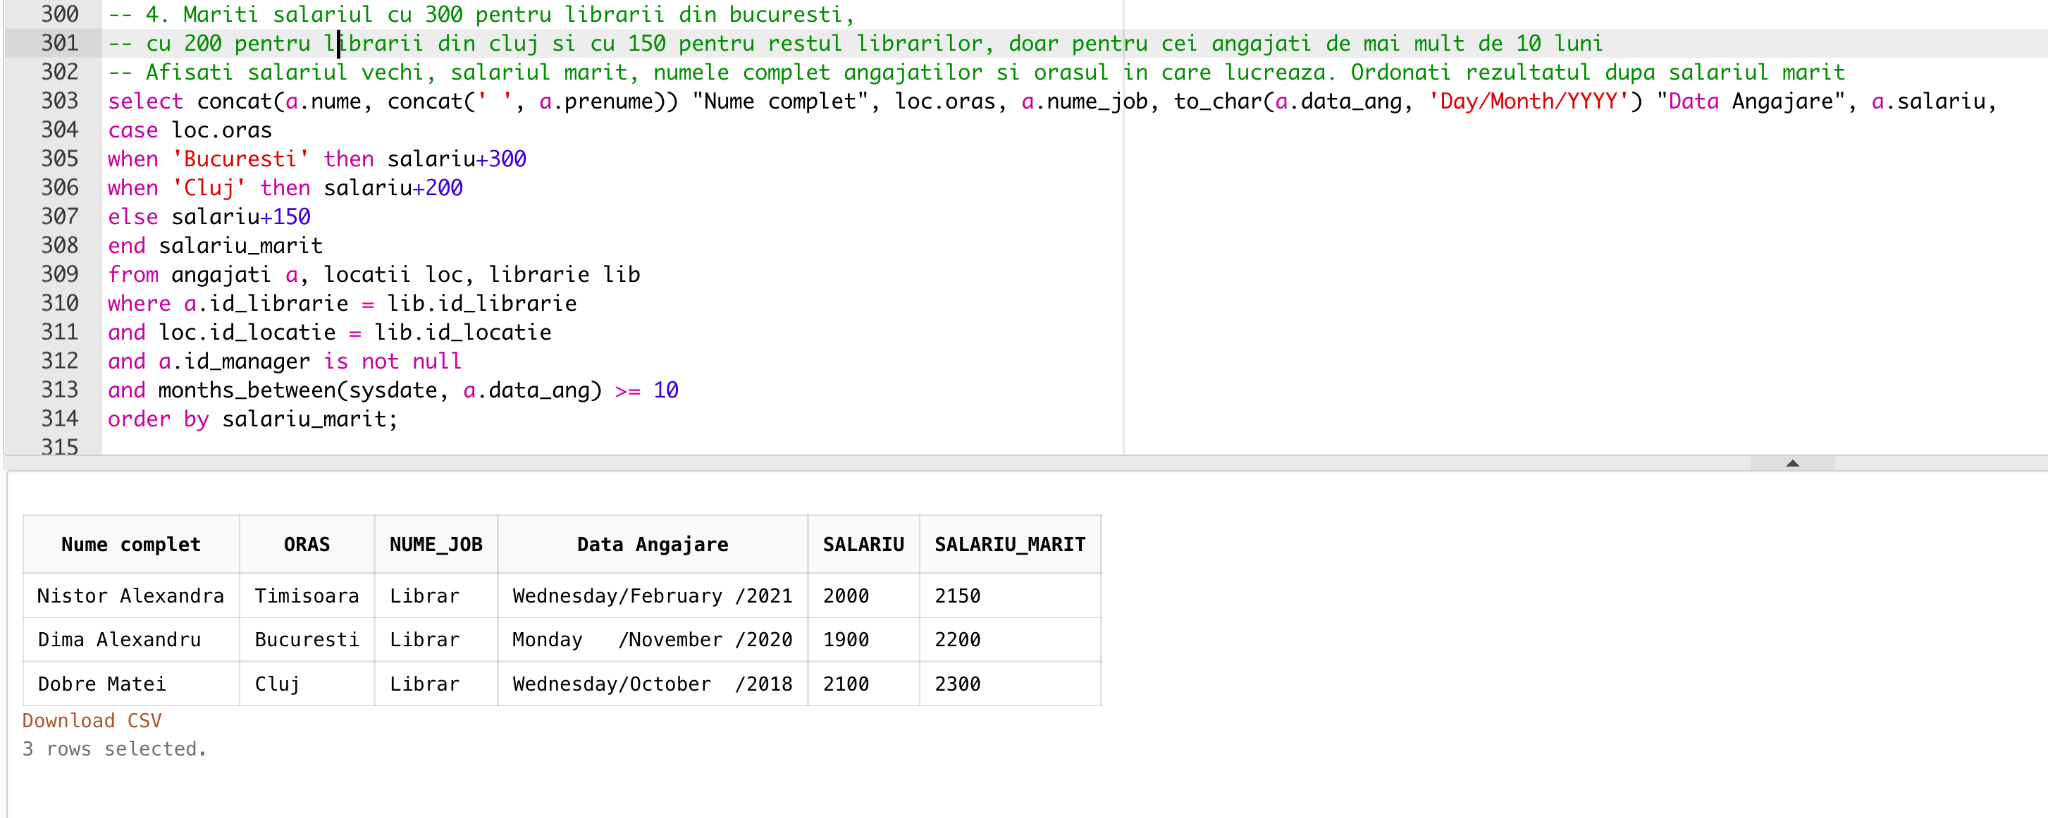 300 -- 4. Mariti salariul cu 300 pentru librarii din bucuresti,
301 -- cu 200 pentru librarii din cluj si cu 150 pentru restul librarilor, doar pentru cei angajati de mai mult de 10 luni
302 -- Afisati salariul vechi, salariul marit, numele complet angajatilor si orasul in care lucreaza. Ordonati rezultatul dupa salariul marit
303 select concat(a.nume, concat(' ', a.prenume)) "Nume complet", loc.oras, a.nume_job, to_char(a.data_ang, 'Day/Month/YYYY') "Data Angajare", a.salariu,
304 case loc.oras
305 when 'Bucuresti' then salariu+300
306 when 'Cluj' then salariu+200
307 else salariu+150
308 end salariu_marit
309 from angajati a, locatii loc, librarie lib
310 where a.id_librarie = lib.id_librarie
311 and loc.id_locatie = lib.id_locatie
312 and a.id_manager is not null
313 and months_between(sysdate, a.data_ang) >= 10
314 order by salariu_marit;
315
Nume complet ORAS NUME_JOB Data Angajare SALARIU SALARIU_MARIT
Nistor Alexandra Timisoara Librar Wednesday/February /2021 2000 2150
Dima Alexandru Bucuresti Librar Monday   /November /2020 1900 2200
Dobre Matei Cluj Librar Wednesday/October  /2018 2100 2300
Download CSV
3 rows selected.